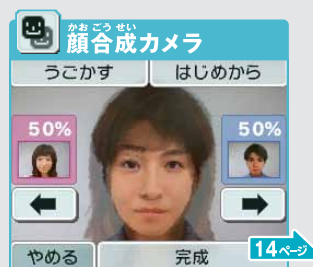 かおごうせい
顔合成カメラ
うごかす
はじめから
50%
50%
やめる
完成
14ページ